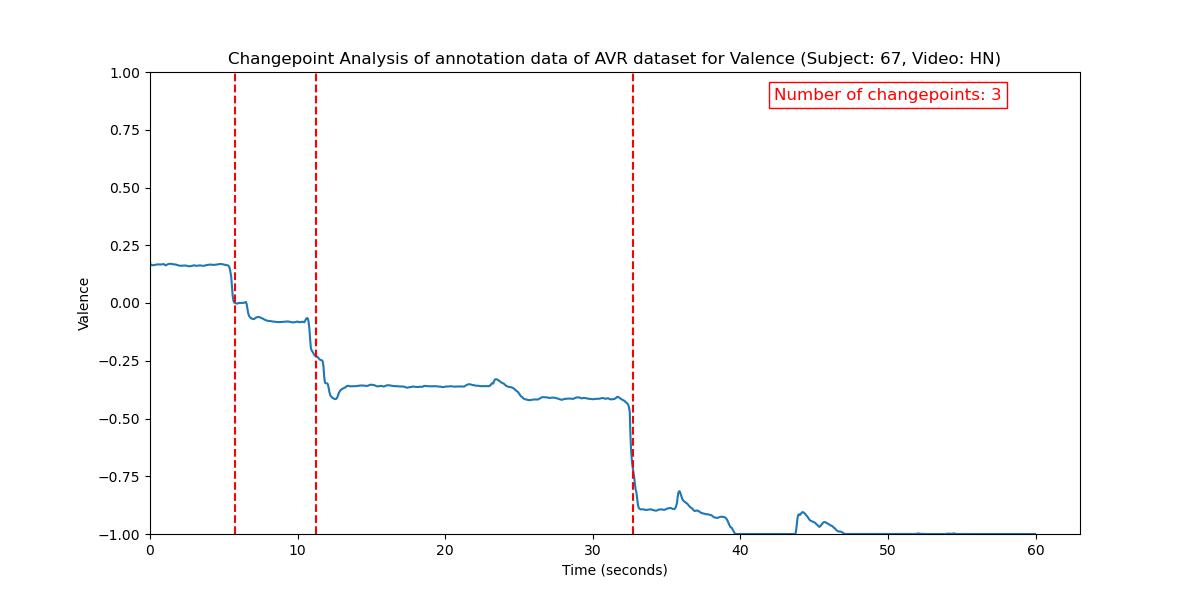 Changepoint Analysis of annotation data of AVR dataset for Valence (Subject: 67, Video: HN)
Number of changepoints: 3
1.00
0.75
0.50
0.25
0.00
−0.25
−0.50
−0.75
−1.00
Valence
0 10 20 30 40 50 60
Time (seconds)